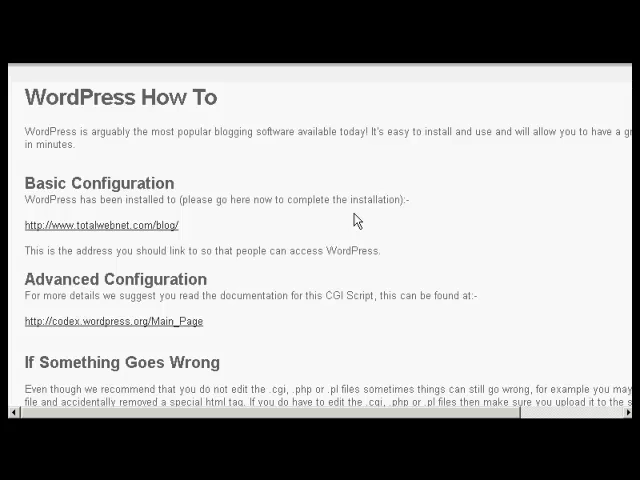 WordPress How To
WordPress is arguably the most popular blogging software available today! It's easy to install and use and will allow you to have a
in minutes.
Basic Configuration
WordPress has been installed to (please go here now to complete the installation):-
http://www.totalwebnet.com/blog/
This is the address you should link to so that people can access WordPress.
Advanced Configuration
For more details we suggest you read the documentation for this CGI Script, this can be found at:-
http://codex.wordpress.org/Main_Page
If Something Goes Wrong
Even though we recommend that you do not edit the .cgi, .php or .pl files sometimes things can still go wrong, for example you may
file and accidentally removed a special html tag. If you do have to edit the .cgi, .php or .pl files then make sure you upload it to the